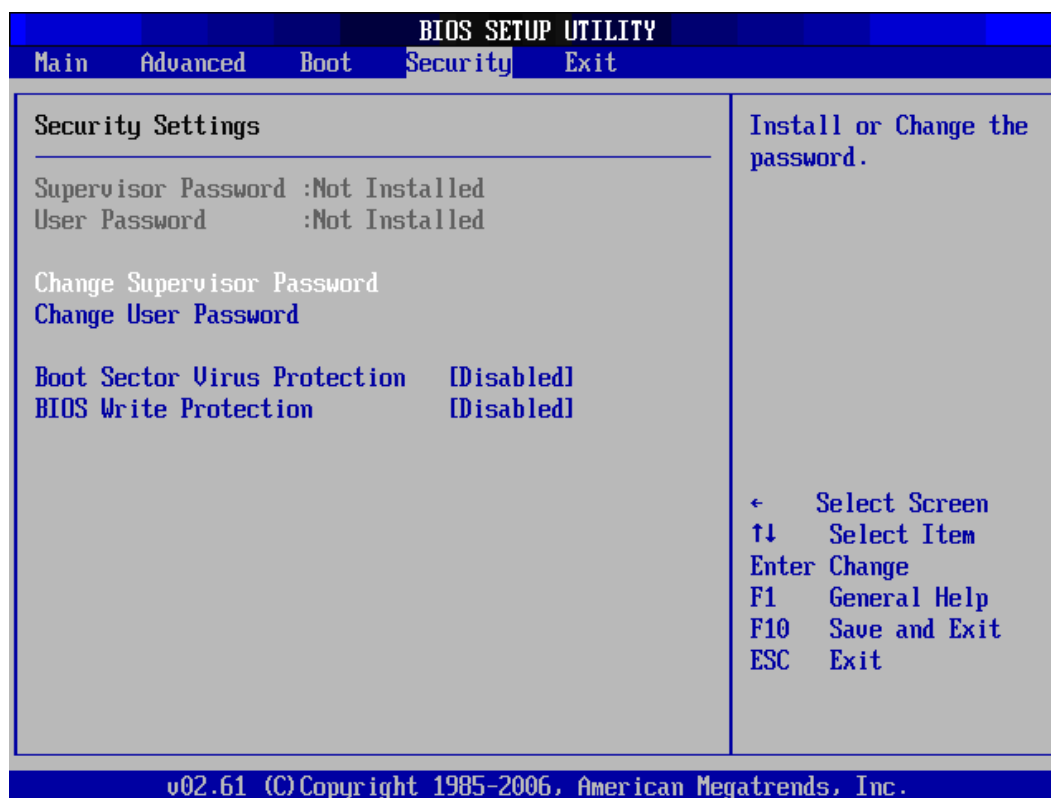 BIOS SETUP UTILITY
Main Advanced Boot Security Exit
Security Settings
Supervisor Password :Not Installed
User Password :Not Installed
Change Supervisor Password
Change User Password
Boot Sector Virus Protection [Disabled]
BIOS Write Protection [Disabled]
Install or Change the
password.
← Select Screen
↑↓ Select Item
Enter Change
F1 General Help
F10 Save and Exit
ESC Exit
v02.61 (C)Copyright 1985-2006, American Megatrends, Inc.